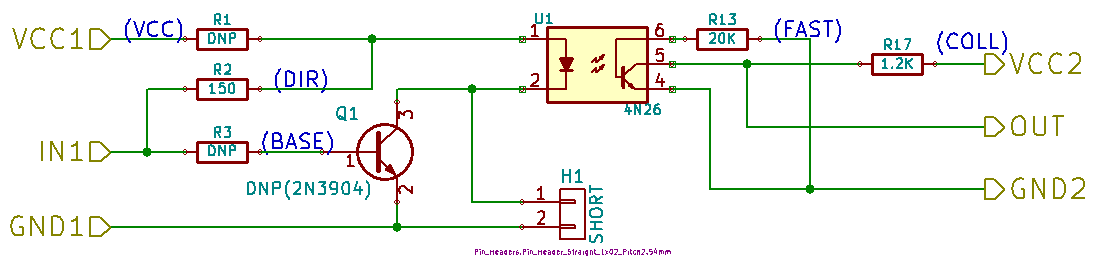 U1
R1 (VCC) R13 (FAST)
VCC1 DNP 1 6 20K R17 (COLL)
R2 (DIR) 5 1.2K VCC2
150 2 4
Q1 3 4N26
R3 (BASE) OUT
IN1 DNP 1
DNP(2N3904) 2 H1 GND2
1
GND1 2 SHORT
Pin_Headers:Pin_Header_Straight_1x02_Pitch2.54mm